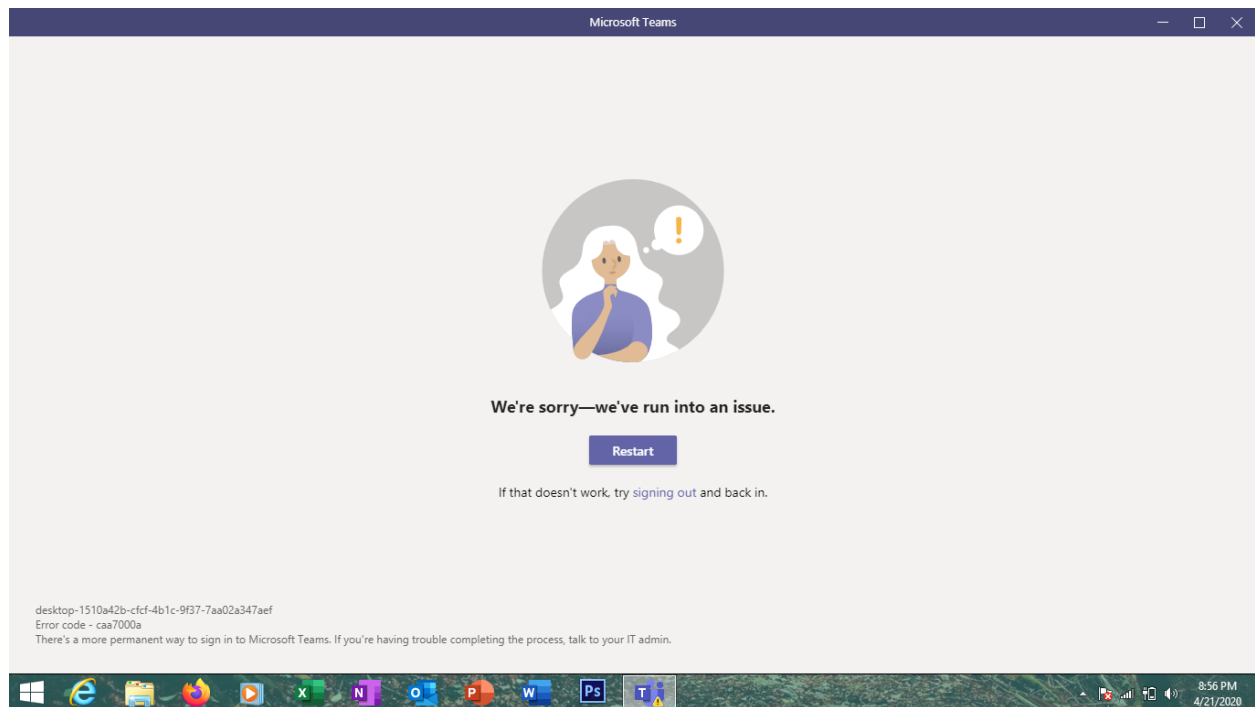 Microsoft Teams
!
We're sorry—we've run into an issue.
Restart
If that doesn't work, try signing out and back in.
desktop-1510a42b-cfcf-4b1c-9f37-7aa02a347aef
Error code - caa7000a
There's a more permanent way to sign in to Microsoft Teams. If you're having trouble completing the process, talk to your IT admin.
X N O P W Ps T
8:56 PM
4/21/2020